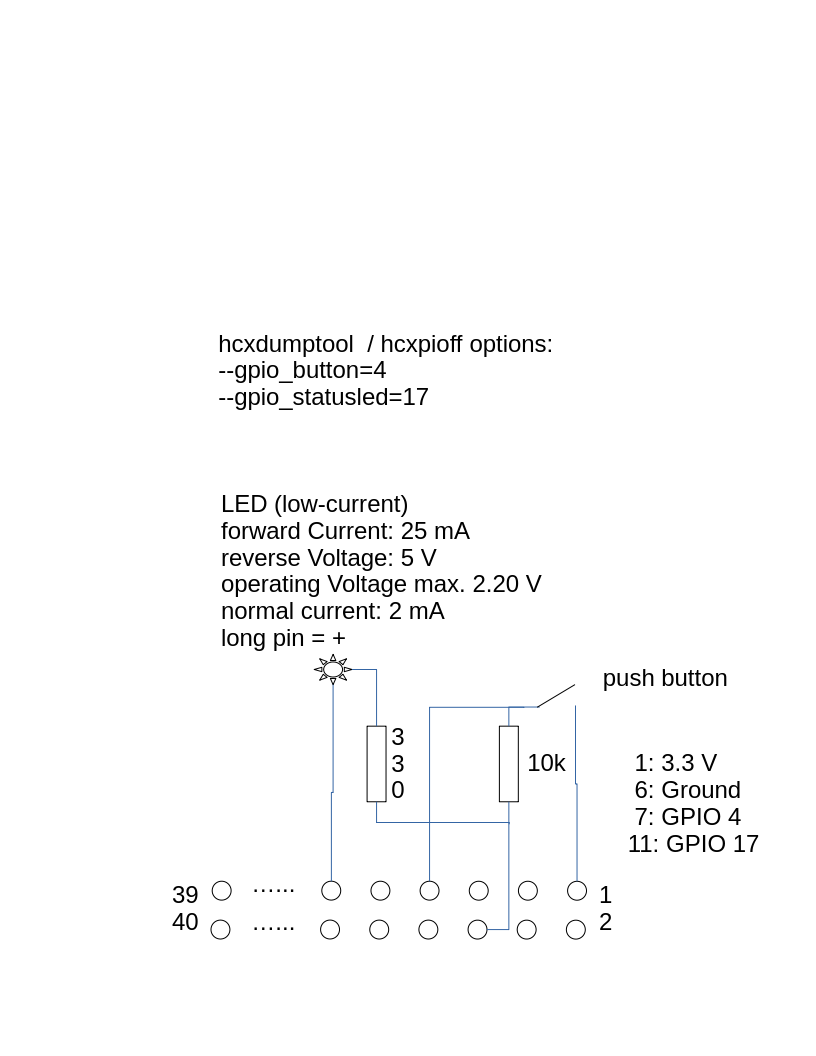 hcxdumptool  / hcxpioff options:
--gpio_button=4
--gpio_statusled=17
LED (low-current)
forward Current: 25 mA
reverse Voltage: 5 V
operating Voltage max. 2.20 V
normal current: 2 mA
long pin = +
push button
3
3
0
10k
1: 3.3 V
6: Ground
7: GPIO 4
11: GPIO 17
39 …... 1
40 …... 2